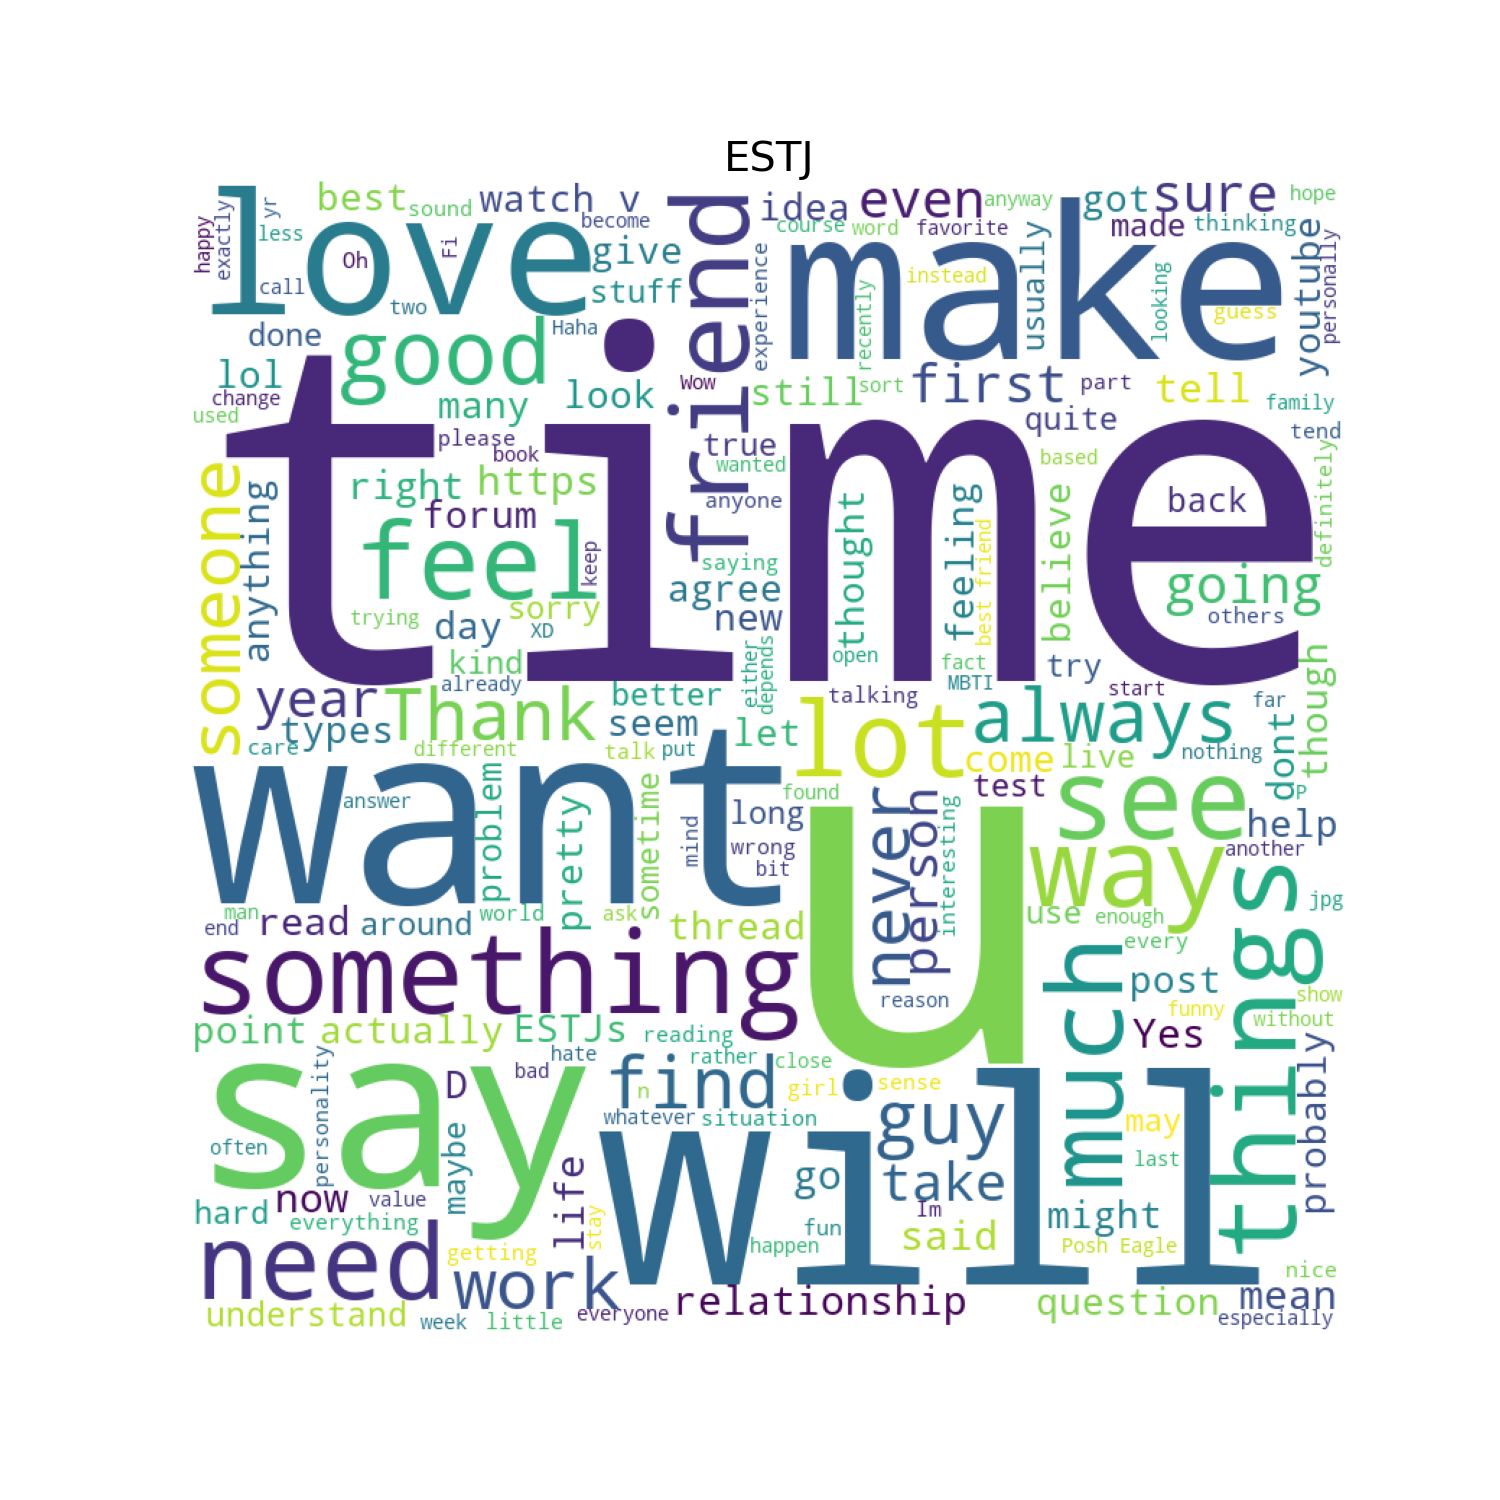 ESTJ
love
time
make
friend
want
u
will
say
something
things
need
feel
good
Thank
lot
always
see
way
much
never
person
find
guy
take
work
someone
best
sound
watch v
become
give
stuff
happy
exactly
yr
less
call
Oh
Fi
two
done
Haha
lol
change
used
many
look
please
book
idea
even
anyway
got
sure
hope
course
word
favorite
made
thinking
experience
instead
usually
looking
guess
youtube
personally
recently
Wow
still
sort
first
part
tell
family
quite
tend
true
wanted
anyone
based
back
definitely
right
https
forum
keep
anything
trying
day
sorry
XD
kind
already
saying
agree
new
thought
feeling
best friend
believe
going
others
open
fact
MBTI
try
start
far
though
either
depends
talking
year
types
care
different
better
seem
talk
put
let
come
live
nothing
dont
P
test
help
another
answer
problem
pretty
sometime
mind
long
wrong
bit
found
interesting
man
end
read
around
world
ask
thread
use
enough
every
jpg
reason
post
show
funny
without
Yes
probably
point
actually
ESTJs
reading
hate
bad
rather
close
n
girl
sense
D
whatever
situation
personality
often
maybe
may
last
now
value
hard
everything
life
stay
getting
go
fun
happen
Im
said
might
Posh Eagle
nice
understand
week
little
everyone
relationship
question
mean
especially